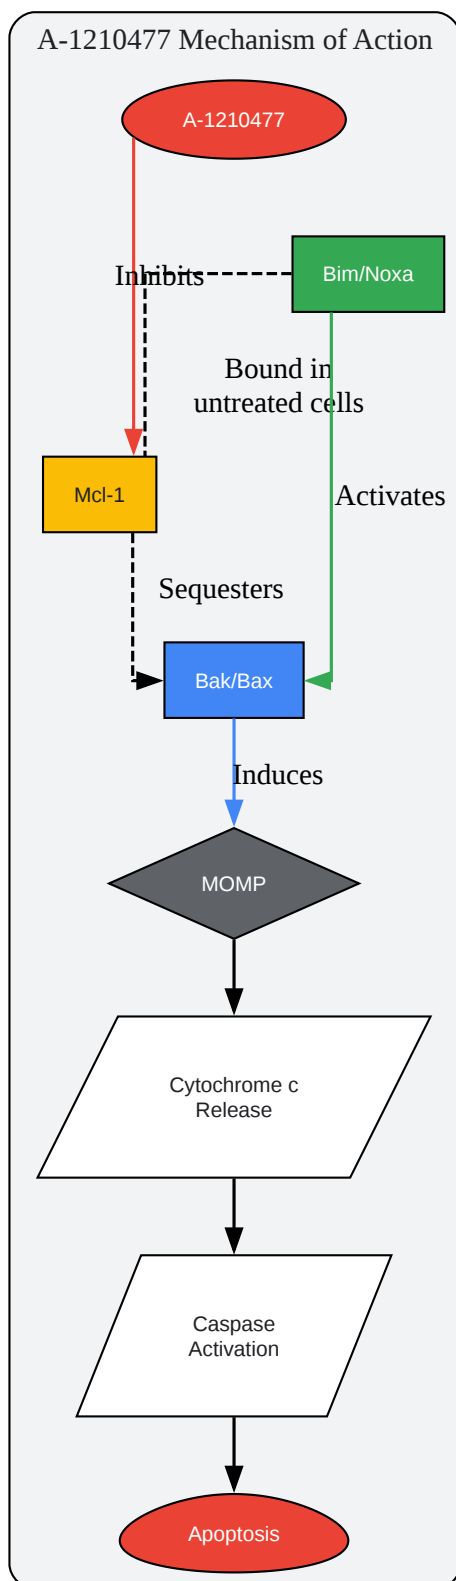 A-1210477 Mechanism of Action
A-1210477
Inhibits
Bim/Noxa
Bound in
untreated cells
Mcl-1
Activates
Sequesters
Bak/Bax
Induces
MOMP
Cytochrome c
Release
Caspase
Activation
Apoptosis